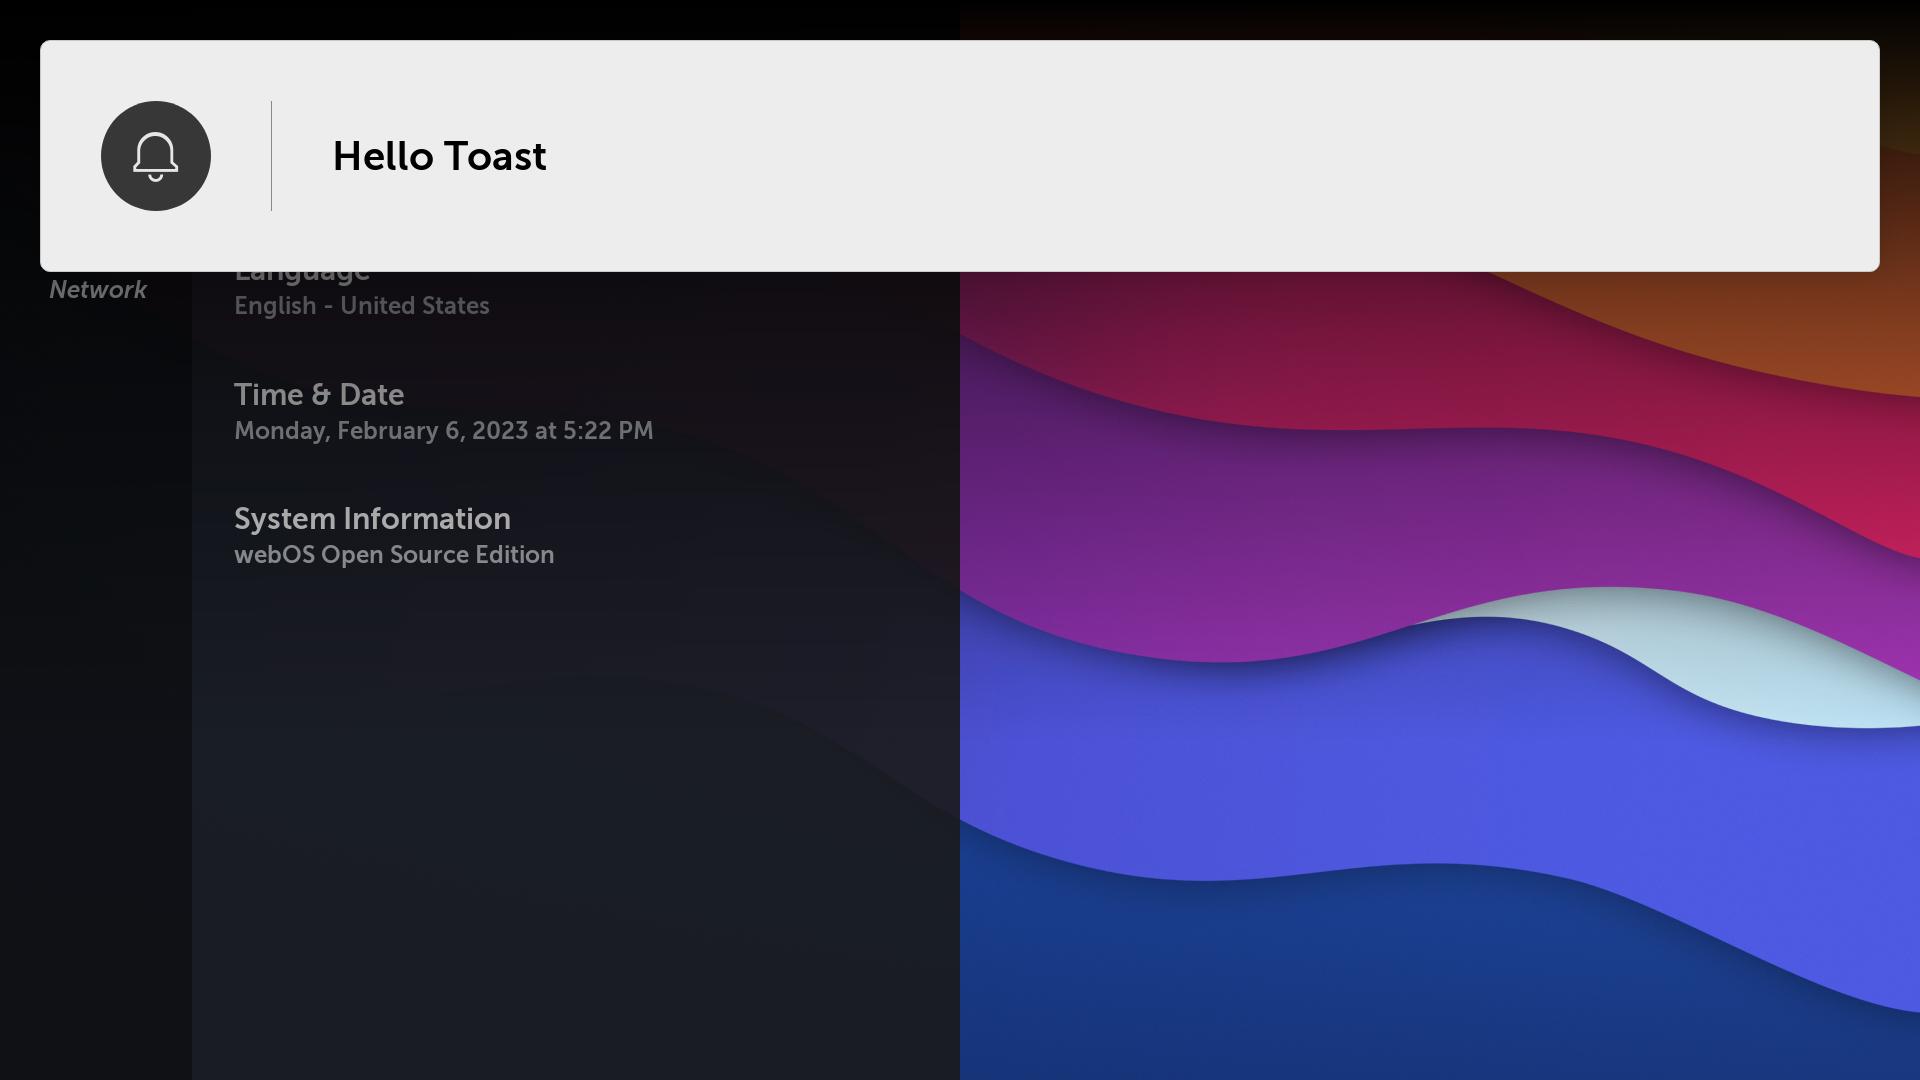 Hello Toast
Language
Network
English - United States
Time & Date
Monday, February 6, 2023 at 5:22 PM
System Information
webOS Open Source Edition